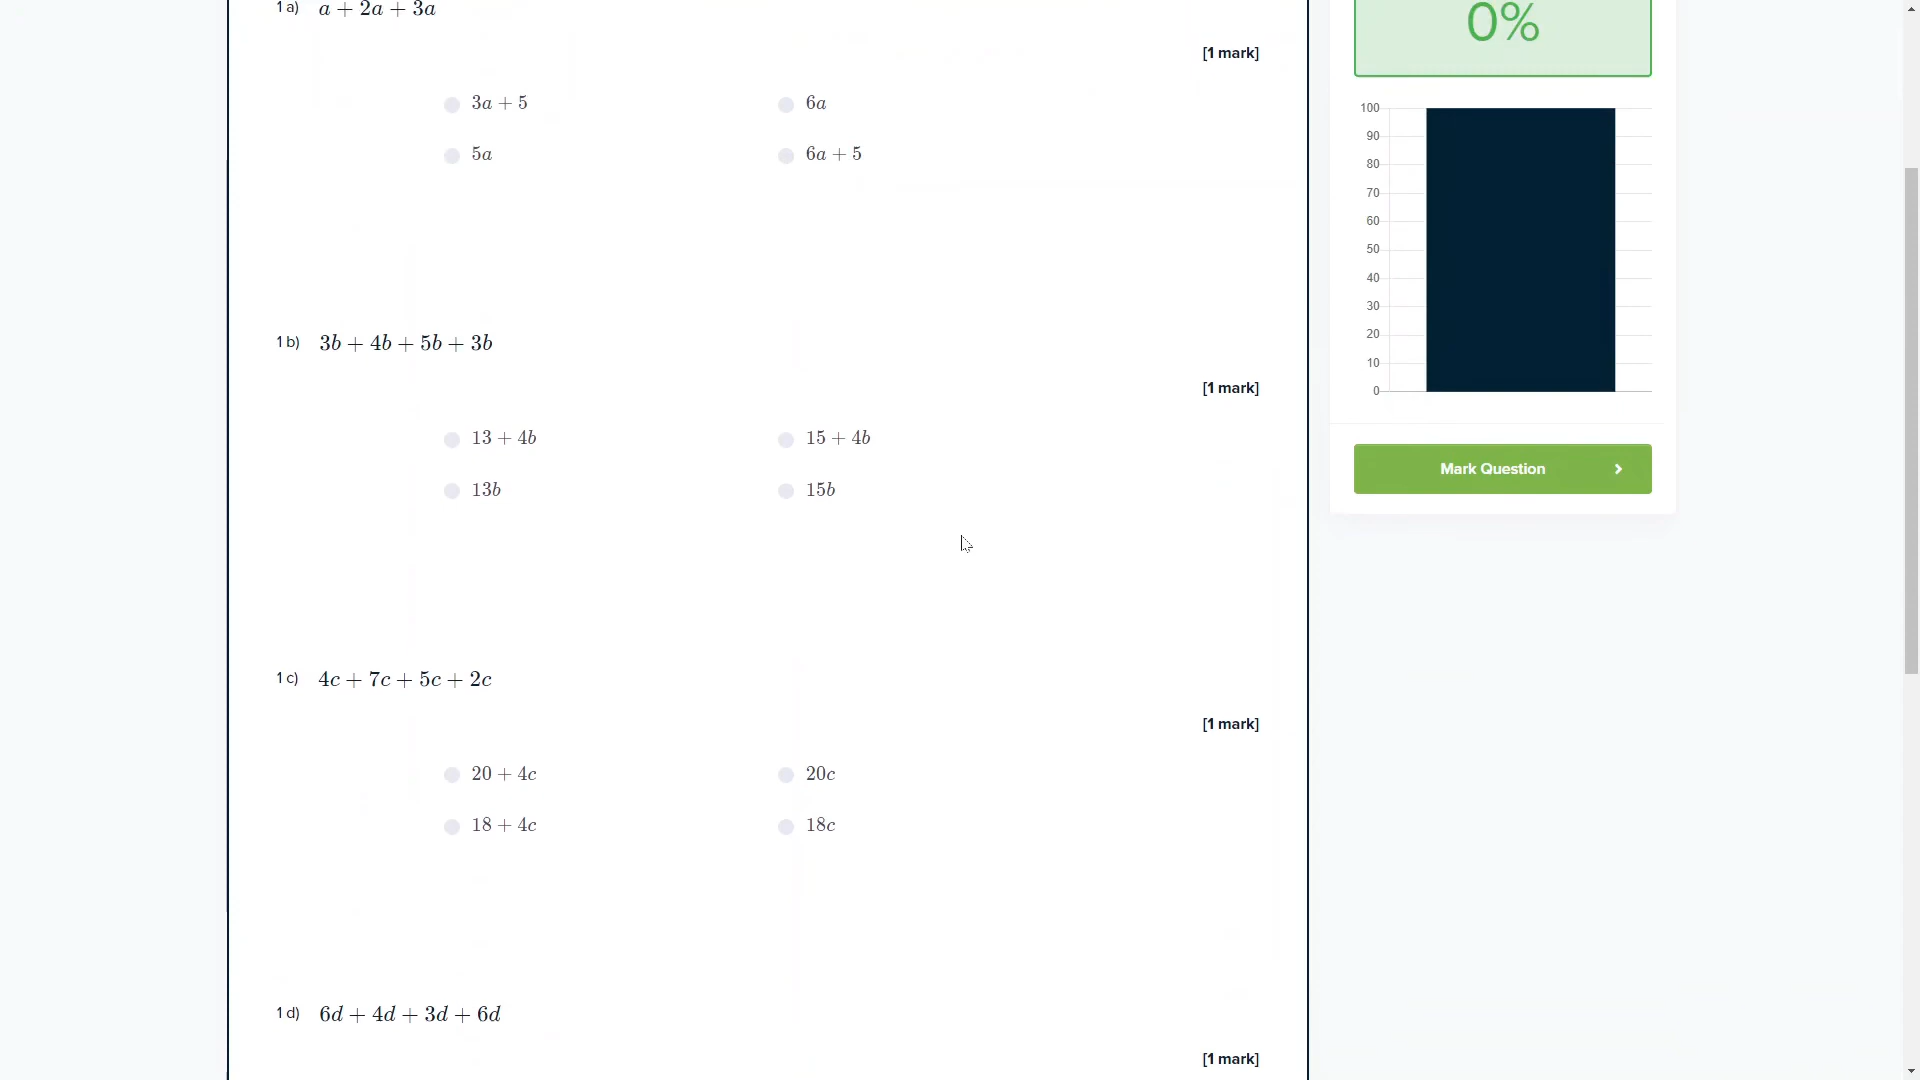 1 a) a + 2a + 3a
[1 mark]
3a + 5 6a
5a 6a + 5
1 b) 3b + 4b + 5b + 3b
[1 mark]
13 + 4b 15 + 4b
13b 15b
1 c) 4c + 7c + 5c + 2c
[1 mark]
20 + 4c 20c
18 + 4c 18c
1 d) 6d + 4d + 3d + 6d
[1 mark]
0%
100
90
80
70
60
50
40
30
20
10
0
Mark Question